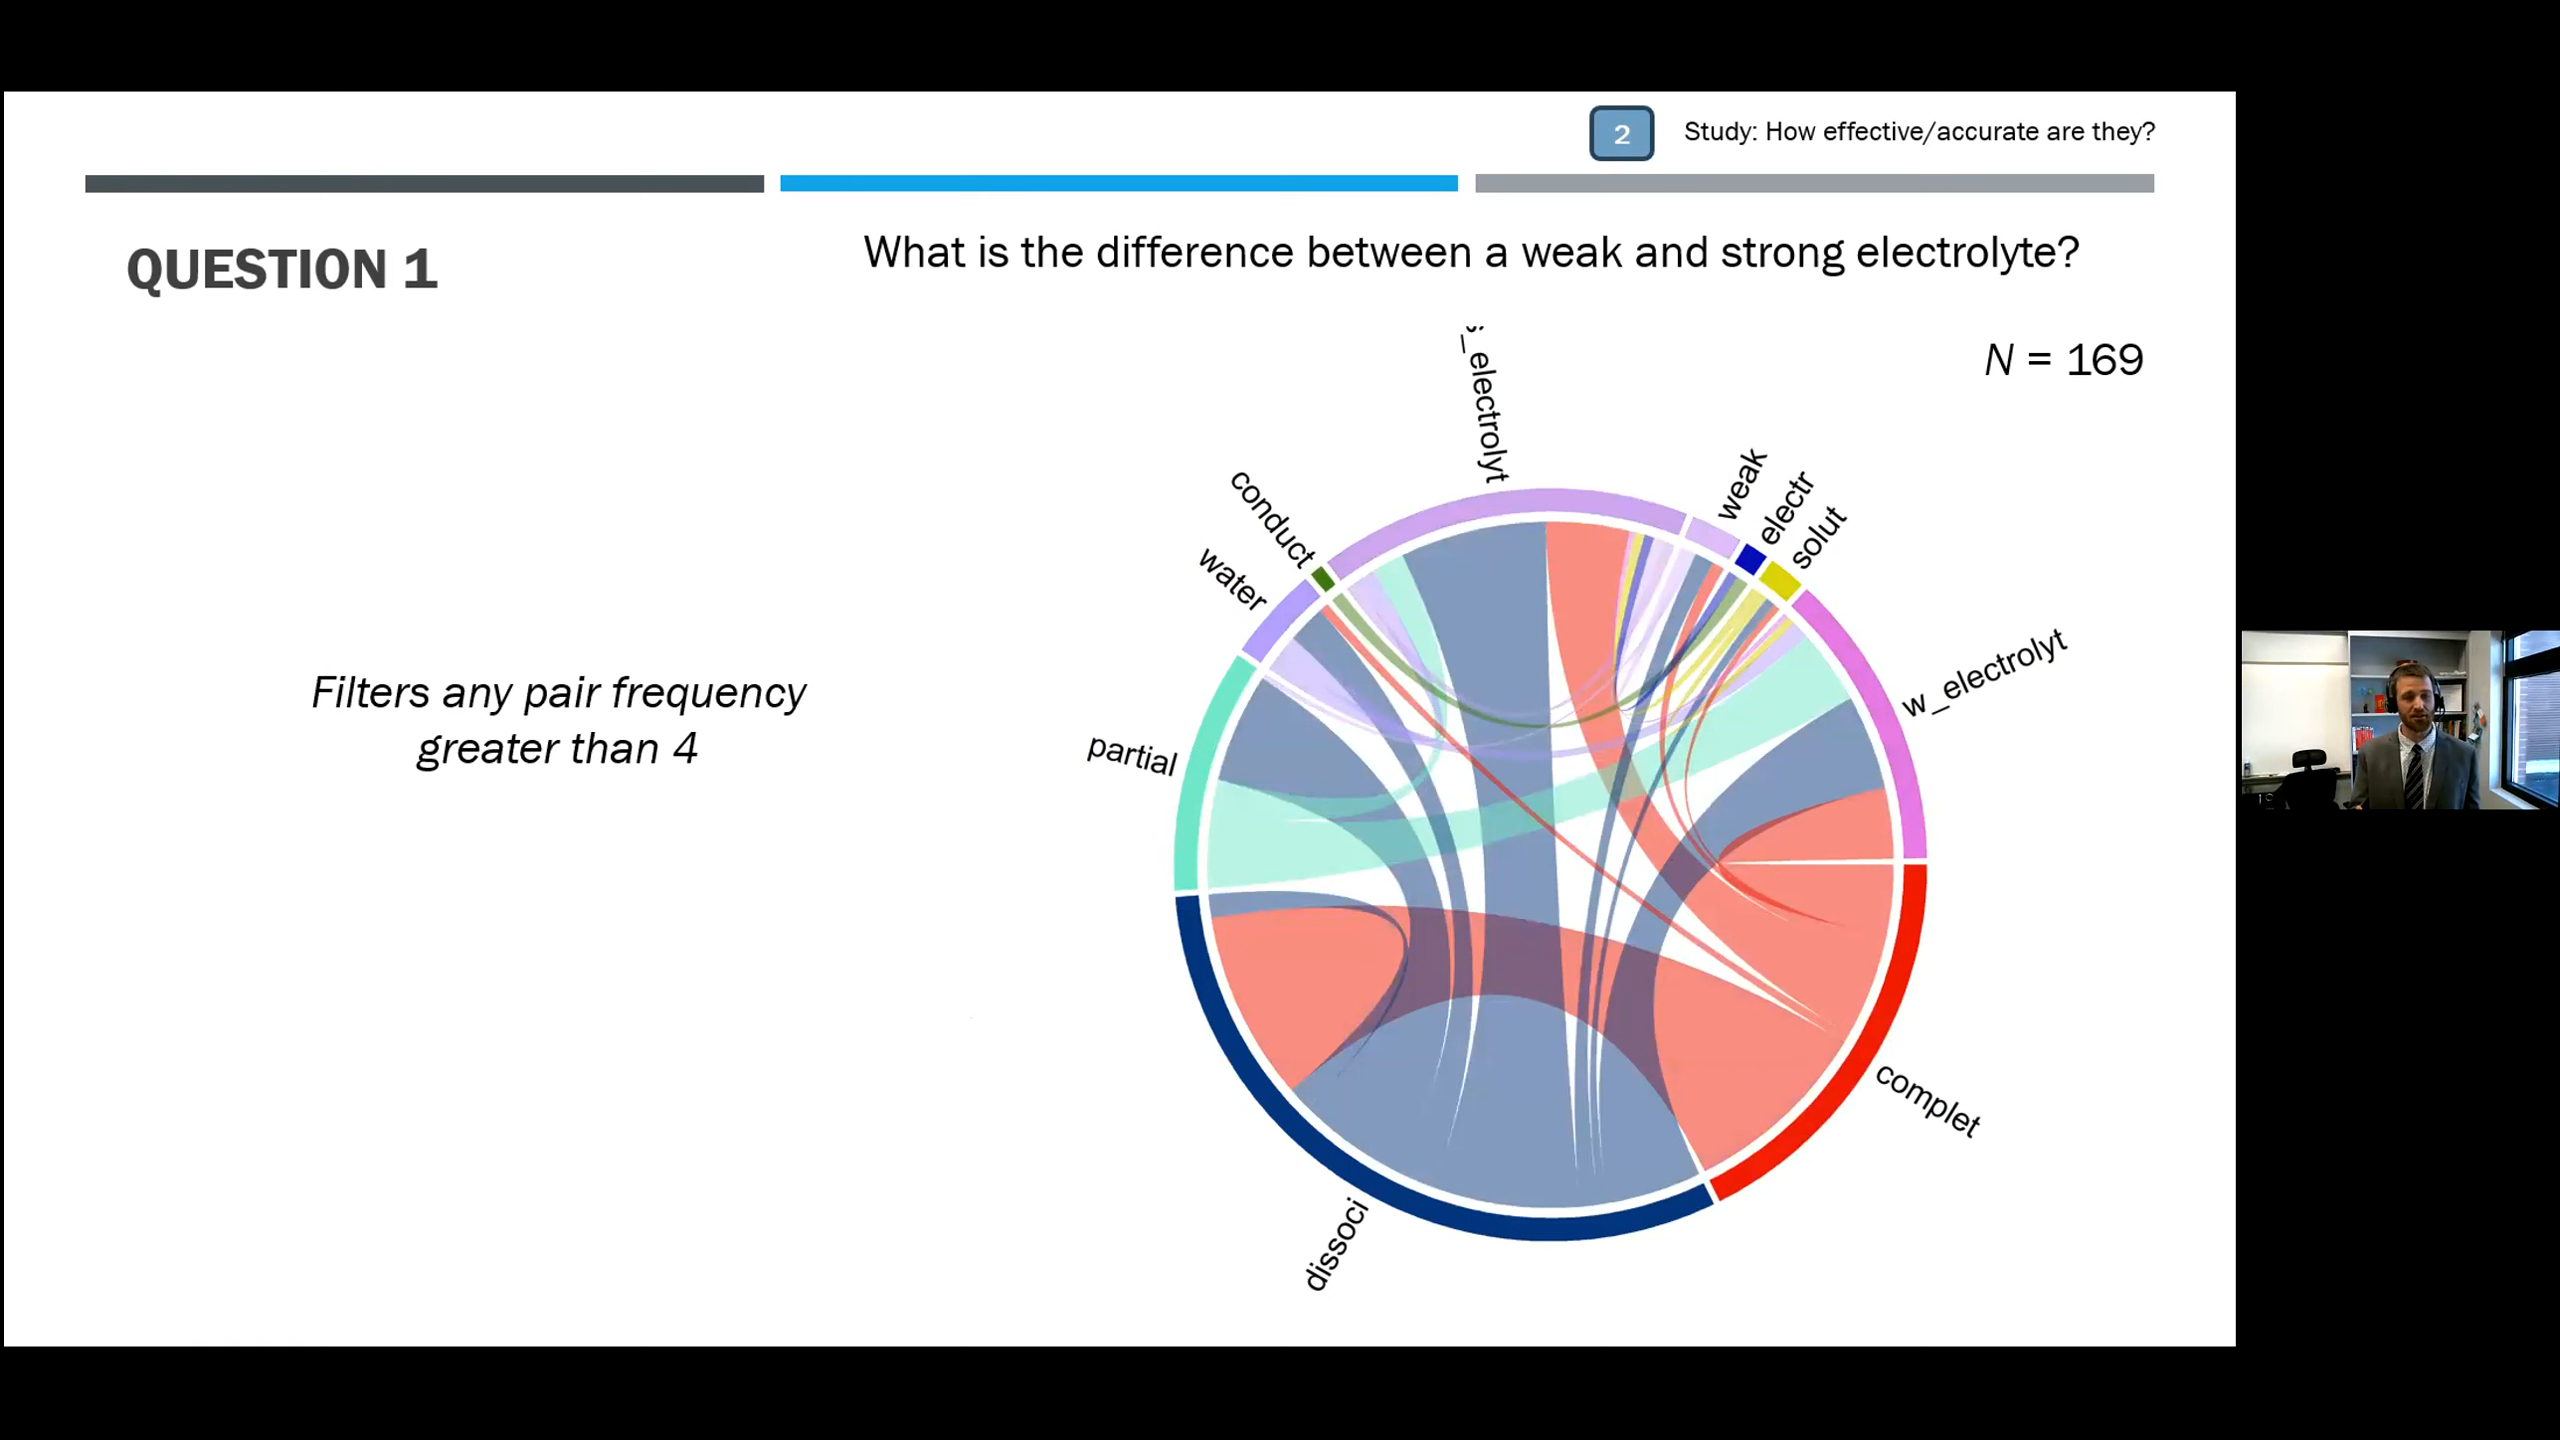 2
Study: How effective/accurate are they?
QUESTION 1
What is the difference between a weak and strong electrolyte?
N = 169
Filters any pair frequency
greater than 4
s_electrolyt
weak
electr
solut
conduct
water
w_electrolyt
partial
complet
dissoci